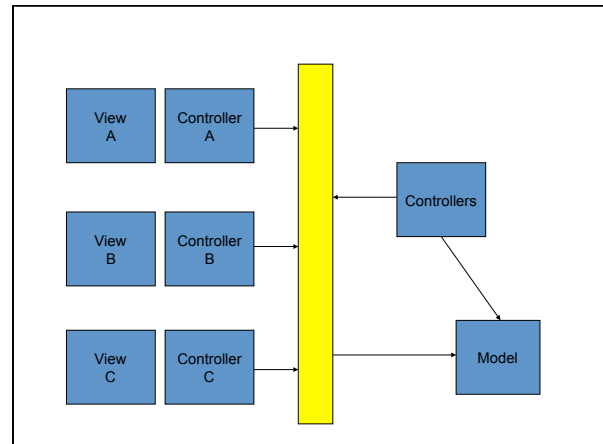 View
A
Controller
A
Controllers
View
B
Controller
B
View
C
Controller
C
Model